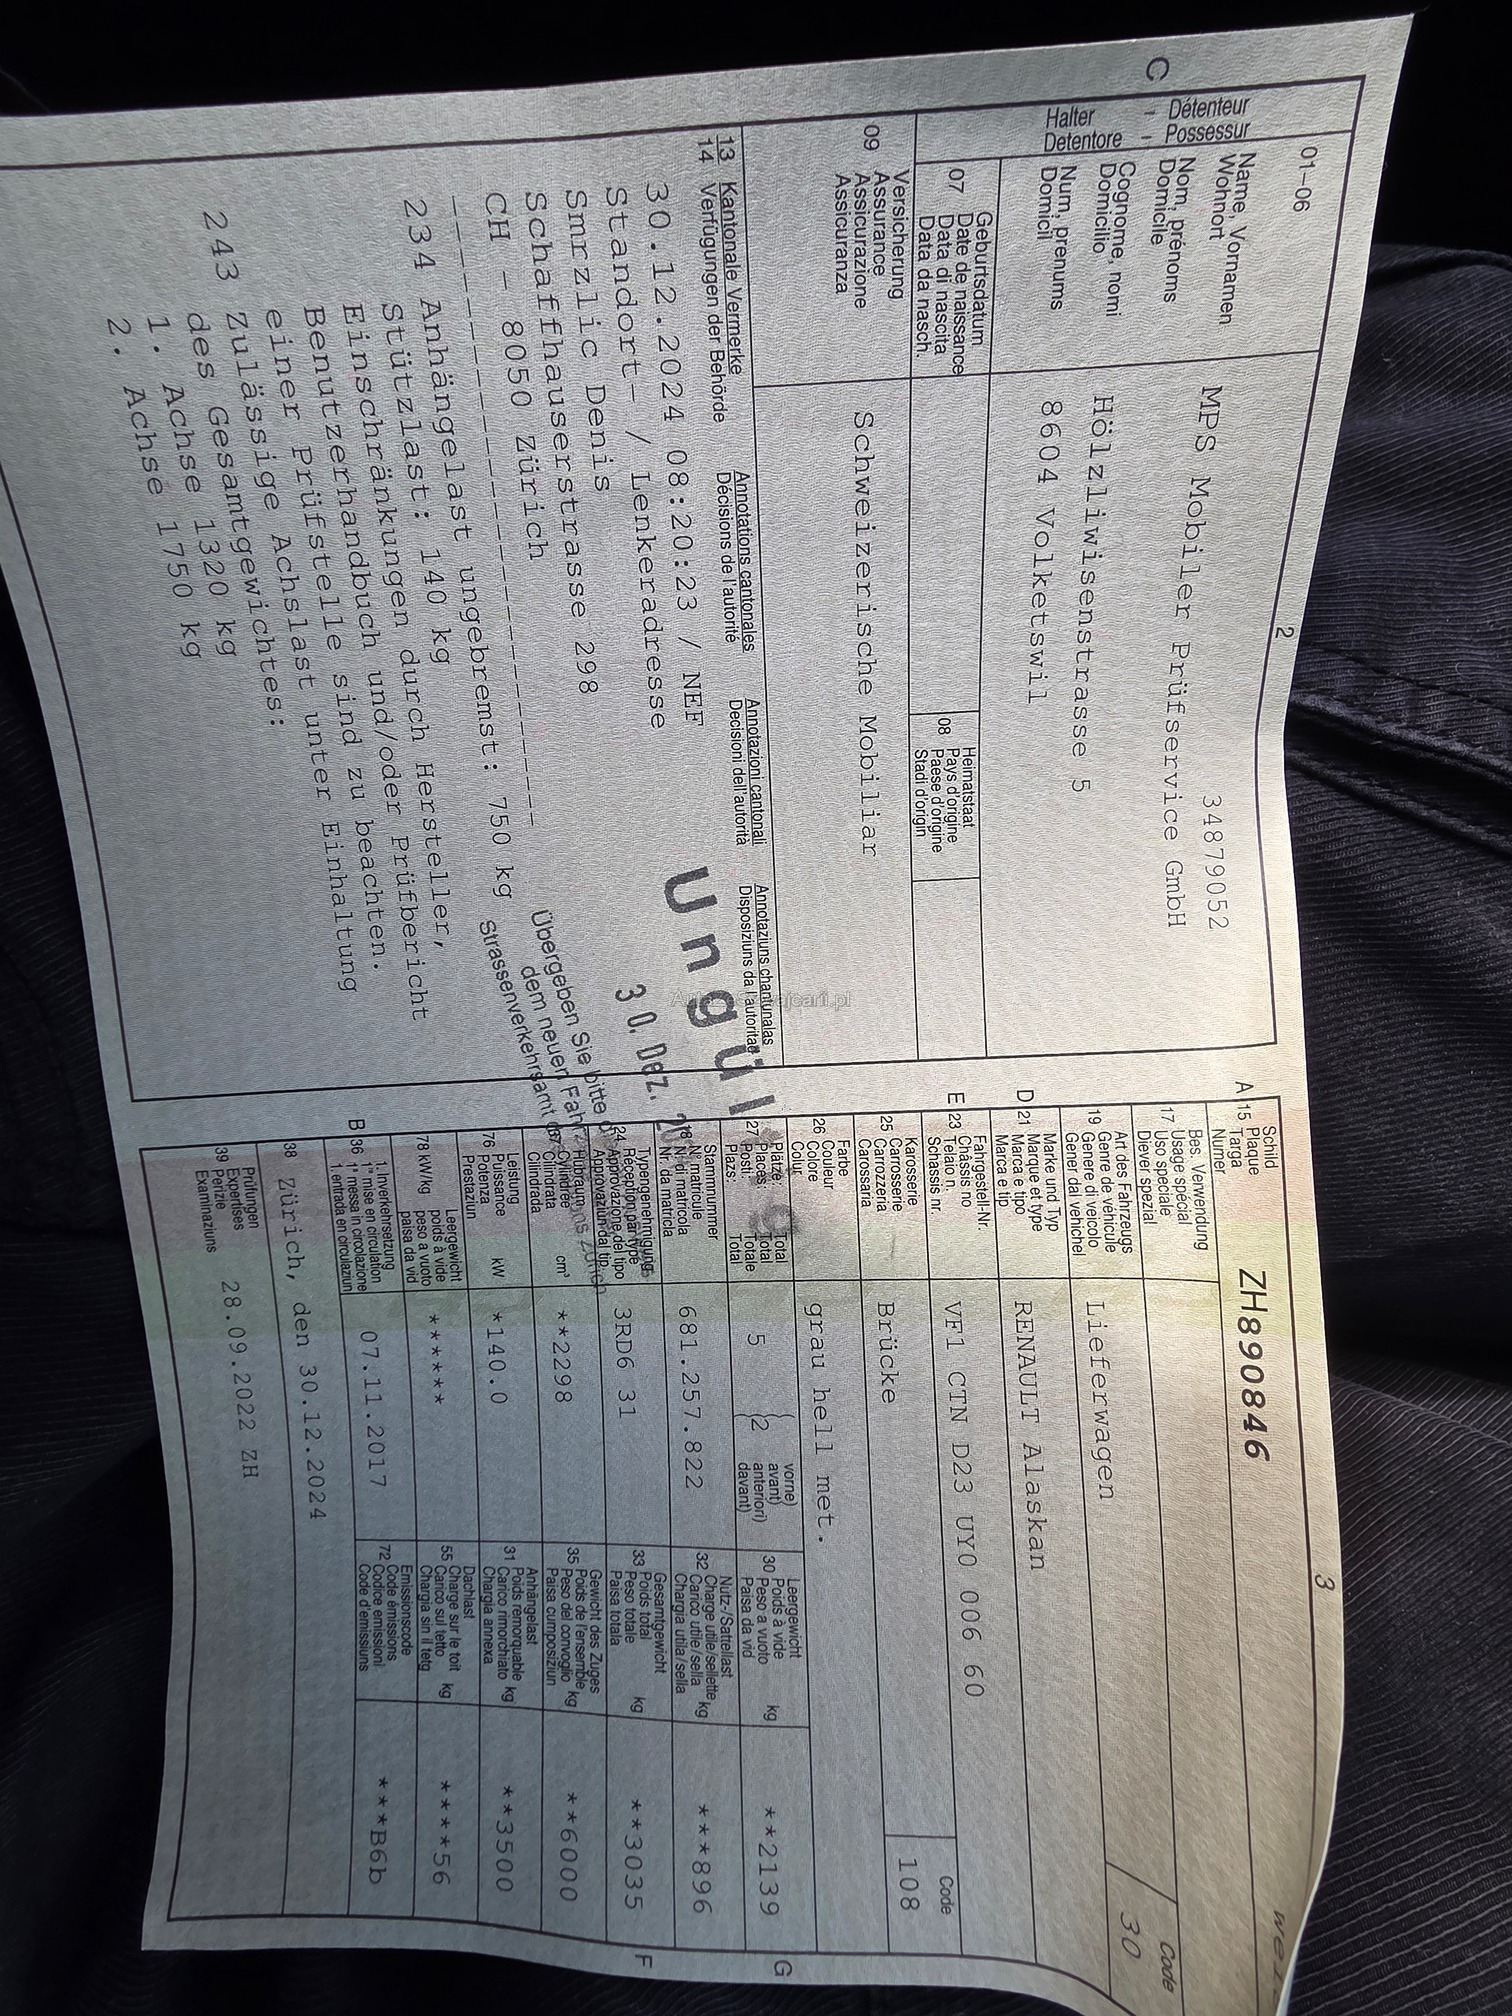 C
01-06
2
Détenteur - Possessur
Halter - Detentore
Name, Vornamen
Wohnort
Nom, prénoms
Domicile
Cognome, nomi
Domicilio
Num, prenums
Domicil
34879052
MPS Mobiler Prüfservice GmbH
Hölzliwisenstrasse 5
8604 Volketswil
07
Geburtsdatum
Date de naissance
Data di nascita
Data da nasch.
08
Heimatstaat
Pays d'origine
Paese d'origine
Stadi d'origin
09
Versicherung
Assurance
Assicurazione
Assicuranza
Schweizerische Mobiliar
13 Kantonale Vermerke
14 Verfügungen der Behörde
Annotations cantonales
Décisions de l'autorité
Annotazioni cantonali
Decisioni dell'autorità
Annotaziuns chantunalas
Disposiziuns da l'autoritad
30.12.2024 08:20:23 / NEF
Standort- / Lenkeradresse
Smrzlic Denis
Schaffhauserstrasse 298
CH - 8050 Zürich
234 Anhängelast ungebremst: 750 kg
Stützlast: 140 kg
Einschränkungen durch Hersteller,
Benutzerhandbuch und/oder Prüfbericht
einer Prüfstelle sind zu beachten.
243 Zulässige Achslast unter Einhaltung
des Gesamtgewichtes:
1. Achse 1320 kg
2. Achse 1750 kg
Ungül
30. Dez.
Übergeben Sie bitte
dem neuen
Strassenverkehrsamt
3
A 15
Schild
Plaque
Targa
Numer
ZH890846
17
Bes. Verwendung
Usage spécial
Uso speciale
Diever spezial
Code
19
Art des Fahrzeugs
Genre de véhicule
Genere di veicolo
Gener dal vehichel
Lieferwagen
30
D 21
Marke und Typ
Marque et type
Marca e tipo
Marca e tip
RENAULT Alaskan
E 23
Fahrgestell-Nr.
Châssis no
Telaio n.
Schassis nr.
VF1 CTN D23 UY0 006 60
Code
25
Karosserie
Carrosserie
Carrozzeria
Carossaria
Brücke
108
26
Farbe
Couleur
Colore
Colur
grau hell met.
27
Plätze: Total
Places: Total
Posti: Totale
Plazs: Total
5
2
vorne)
avant)
anteriori)
davant)
30
Leergewicht
Poids à vide
Peso a vuoto
Paisa da vid
kg
**2139
G
18
Stammnummer
N. matricule
N. di matricola
Nr. da matricla
681.257.822
32
Nutz-/Sattellast
Charge utile/sellette
Carico utile/sella
Chargia utila/sella
kg
***896
24
Typengenehmigung
Réception par type
Approvazione del tipo
Approvaziun dal tip
3RD6 31
33
Gesamtgewicht
Poids total
Peso totale
Paisa totala
kg
**3035
F
37
Hubraum
Cylindrée
Cilindrata
Cilindrada
cm³
**2298
35
Gewicht des Zuges
Poids de l'ensemble
Peso del convoglio
Paisa cumposiziun
kg
**6000
76
Leistung
Puissance
Potenza
Prestaziun
kW
*140.0
31
Anhängelast
Poids remorquable
Carico rimorchiato
Chargia annexa
kg
**3500
78 kW/kg
Leergewicht
poids à vide
peso a vuoto
paisa da vid
******
55
Dachlast
Charge sur le toit
Carico sul tetto
Chargia sin il tetg
kg
****56
B 36
1. Inverkehrsetzung
1re mise en circulation
1a messa in circolazione
1. entrada en circulaziun
07.11.2017
72
Emissionscode
Code émissions
Codice emissioni
Code d'emissiuns
***B6b
38 Zürich, den 30.12.2024
39
Prüfungen
Expertises
Perizie
Examinaziuns
28.09.2022 ZH